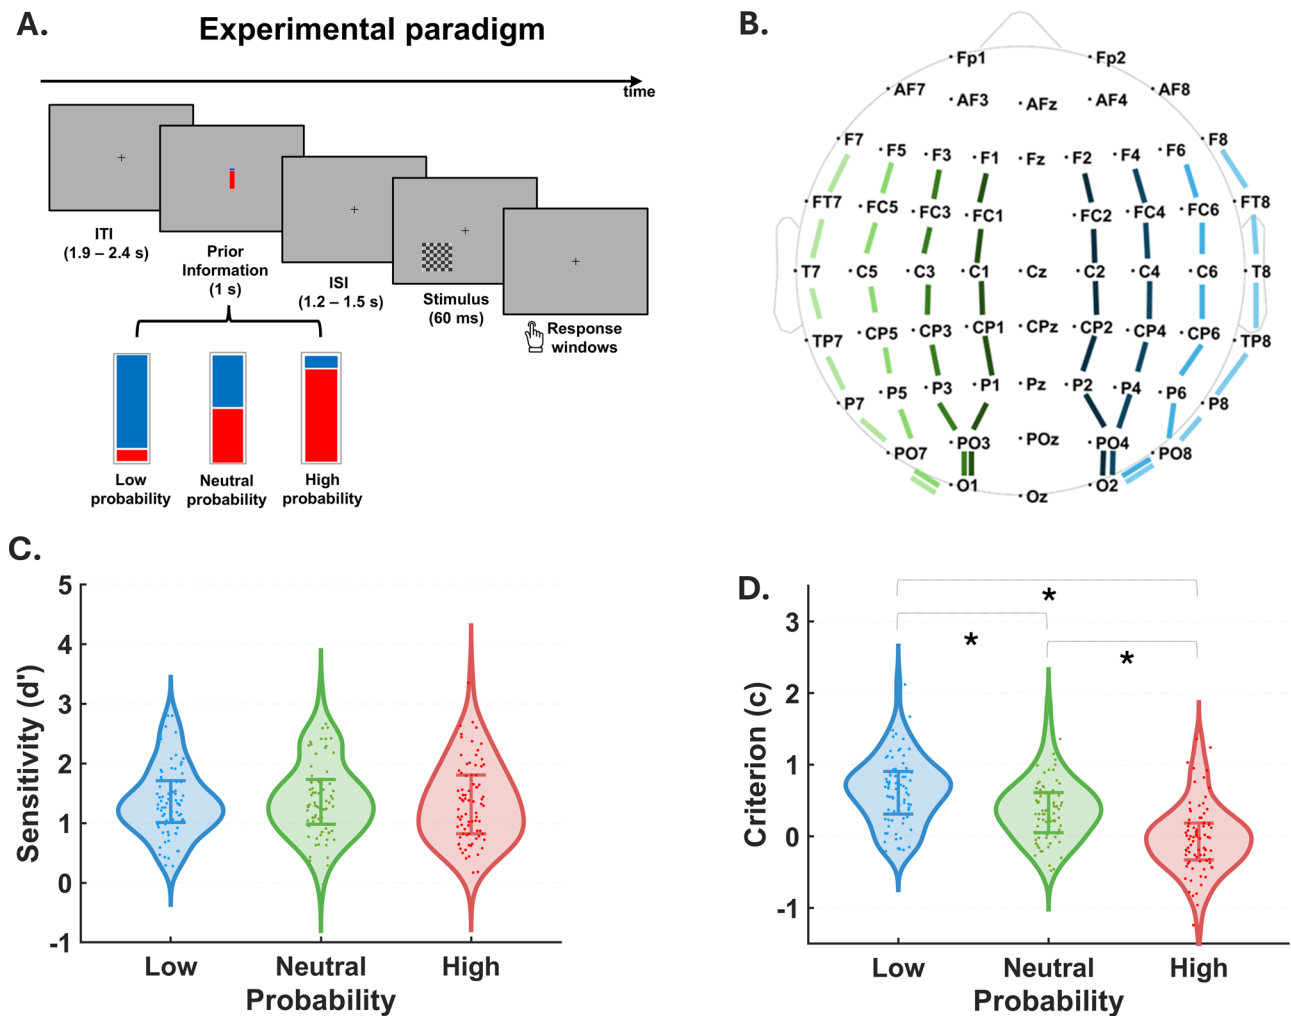 A.
Experimental paradigm
time
ITI
(1.9 – 2.4 s)
Prior
Information
(1 s)
ISI
(1.2 – 1.5 s)
Stimulus
(60 ms)
Response
windows
Low
probability
Neutral
probability
High
probability
B.
Fp1 Fp2
AF7 AF3 AFz AF4 AF8
F7 F5 F3 F1 Fz F2 F4 F6 F8
FT7 FC5 FC3 FC1 FC2 FC4 FC6 FT8
T7 C5 C3 C1 Cz C2 C4 C6 T8
TP7 CP5 CP3 CP1 CPz CP2 CP4 CP6 TP8
P7 P5 P3 P1 Pz P2 P4 P6 P8
PO7 PO3 POz PO4 PO8
O1 Oz O2
C.
Sensitivity (d')
5
4
3
2
1
0
-1
Low Neutral High
Probability
D.
Criterion (c)
3
2
1
0
-1
*
*
*
Low Neutral High
Probability